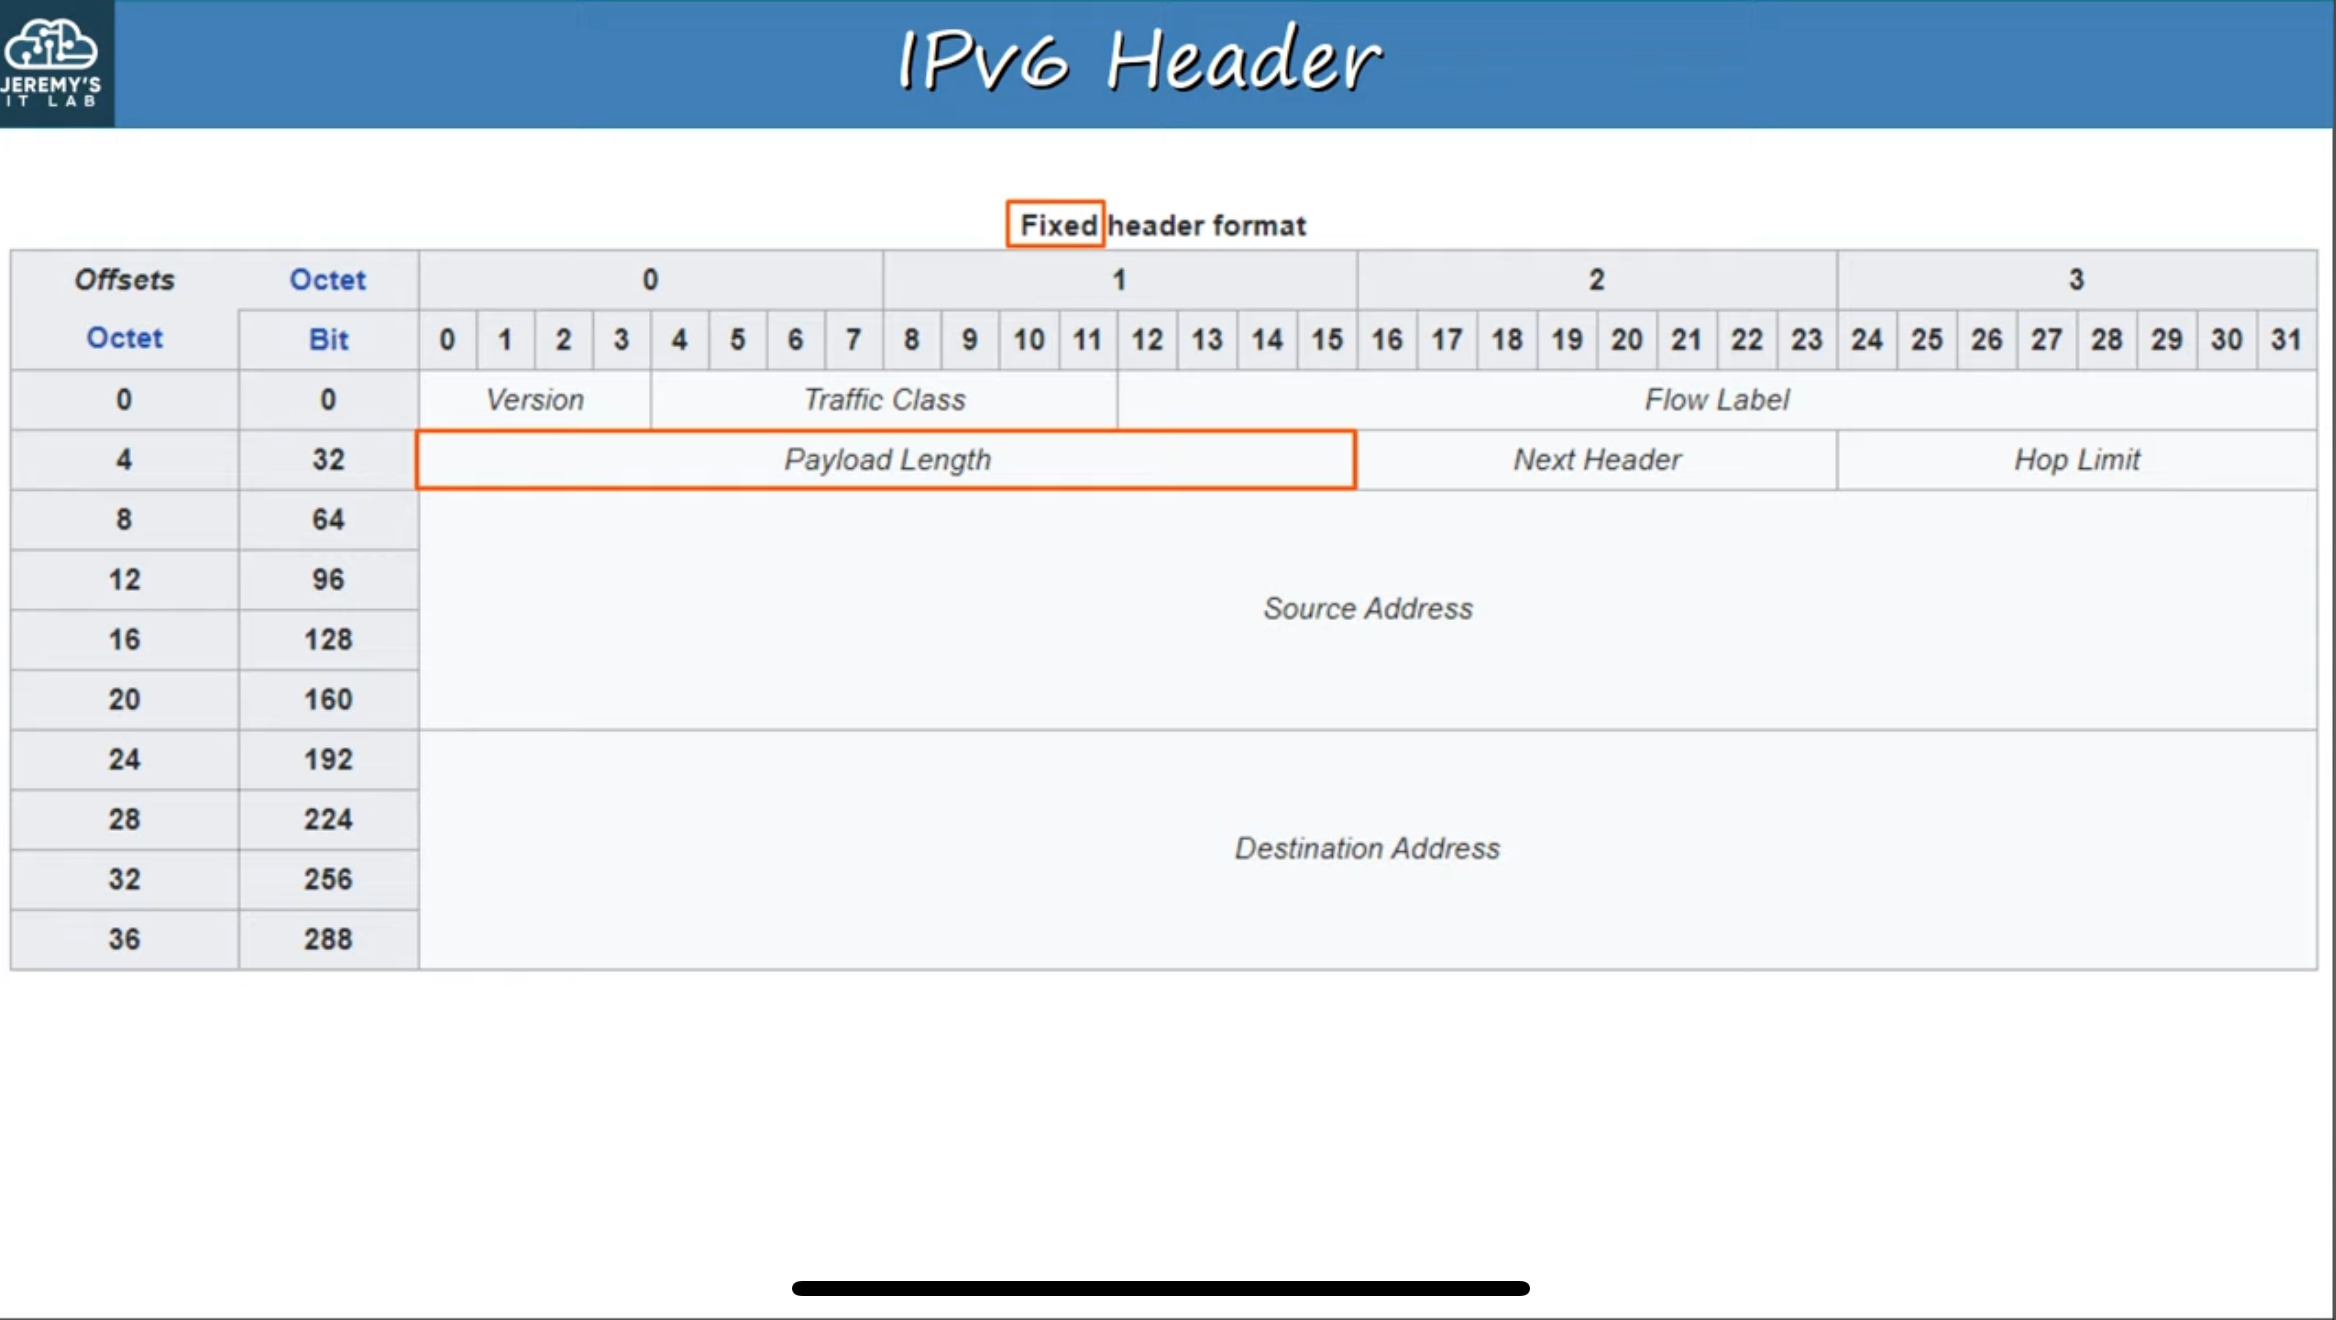 JEREMY'S
IT LAB
IPv6 Header
Fixed header format
Offsets Octet 0 1 2 3
Octet Bit 0 1 2 3 4 5 6 7 8 9 10 11 12 13 14 15 16 17 18 19 20 21 22 23 24 25 26 27 28 29 30 31
0 0 Version Traffic Class Flow Label
4 32 Payload Length Next Header Hop Limit
8 64
12 96
Source Address
16 128
20 160
24 192
28 224
Destination Address
32 256
36 288